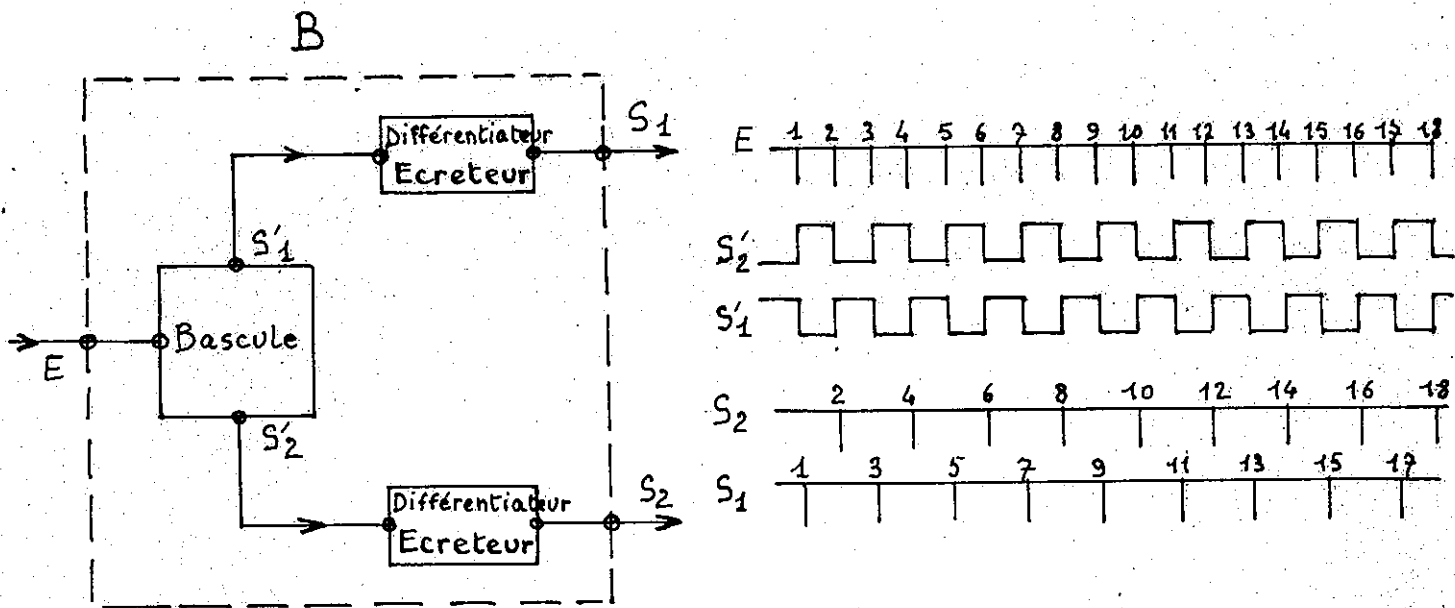 B
Différentiateur
Ecreteur
S1
S'1
Bascule
E
S'2
Différentiateur
Ecreteur
S2
E 1 2 3 4 5 6 7 8 9 10 11 12 13 14 15 16 17 18
S'2
S'1
S2 2 4 6 8 10 12 14 16 18
S1 1 3 5 7 9 11 13 15 17